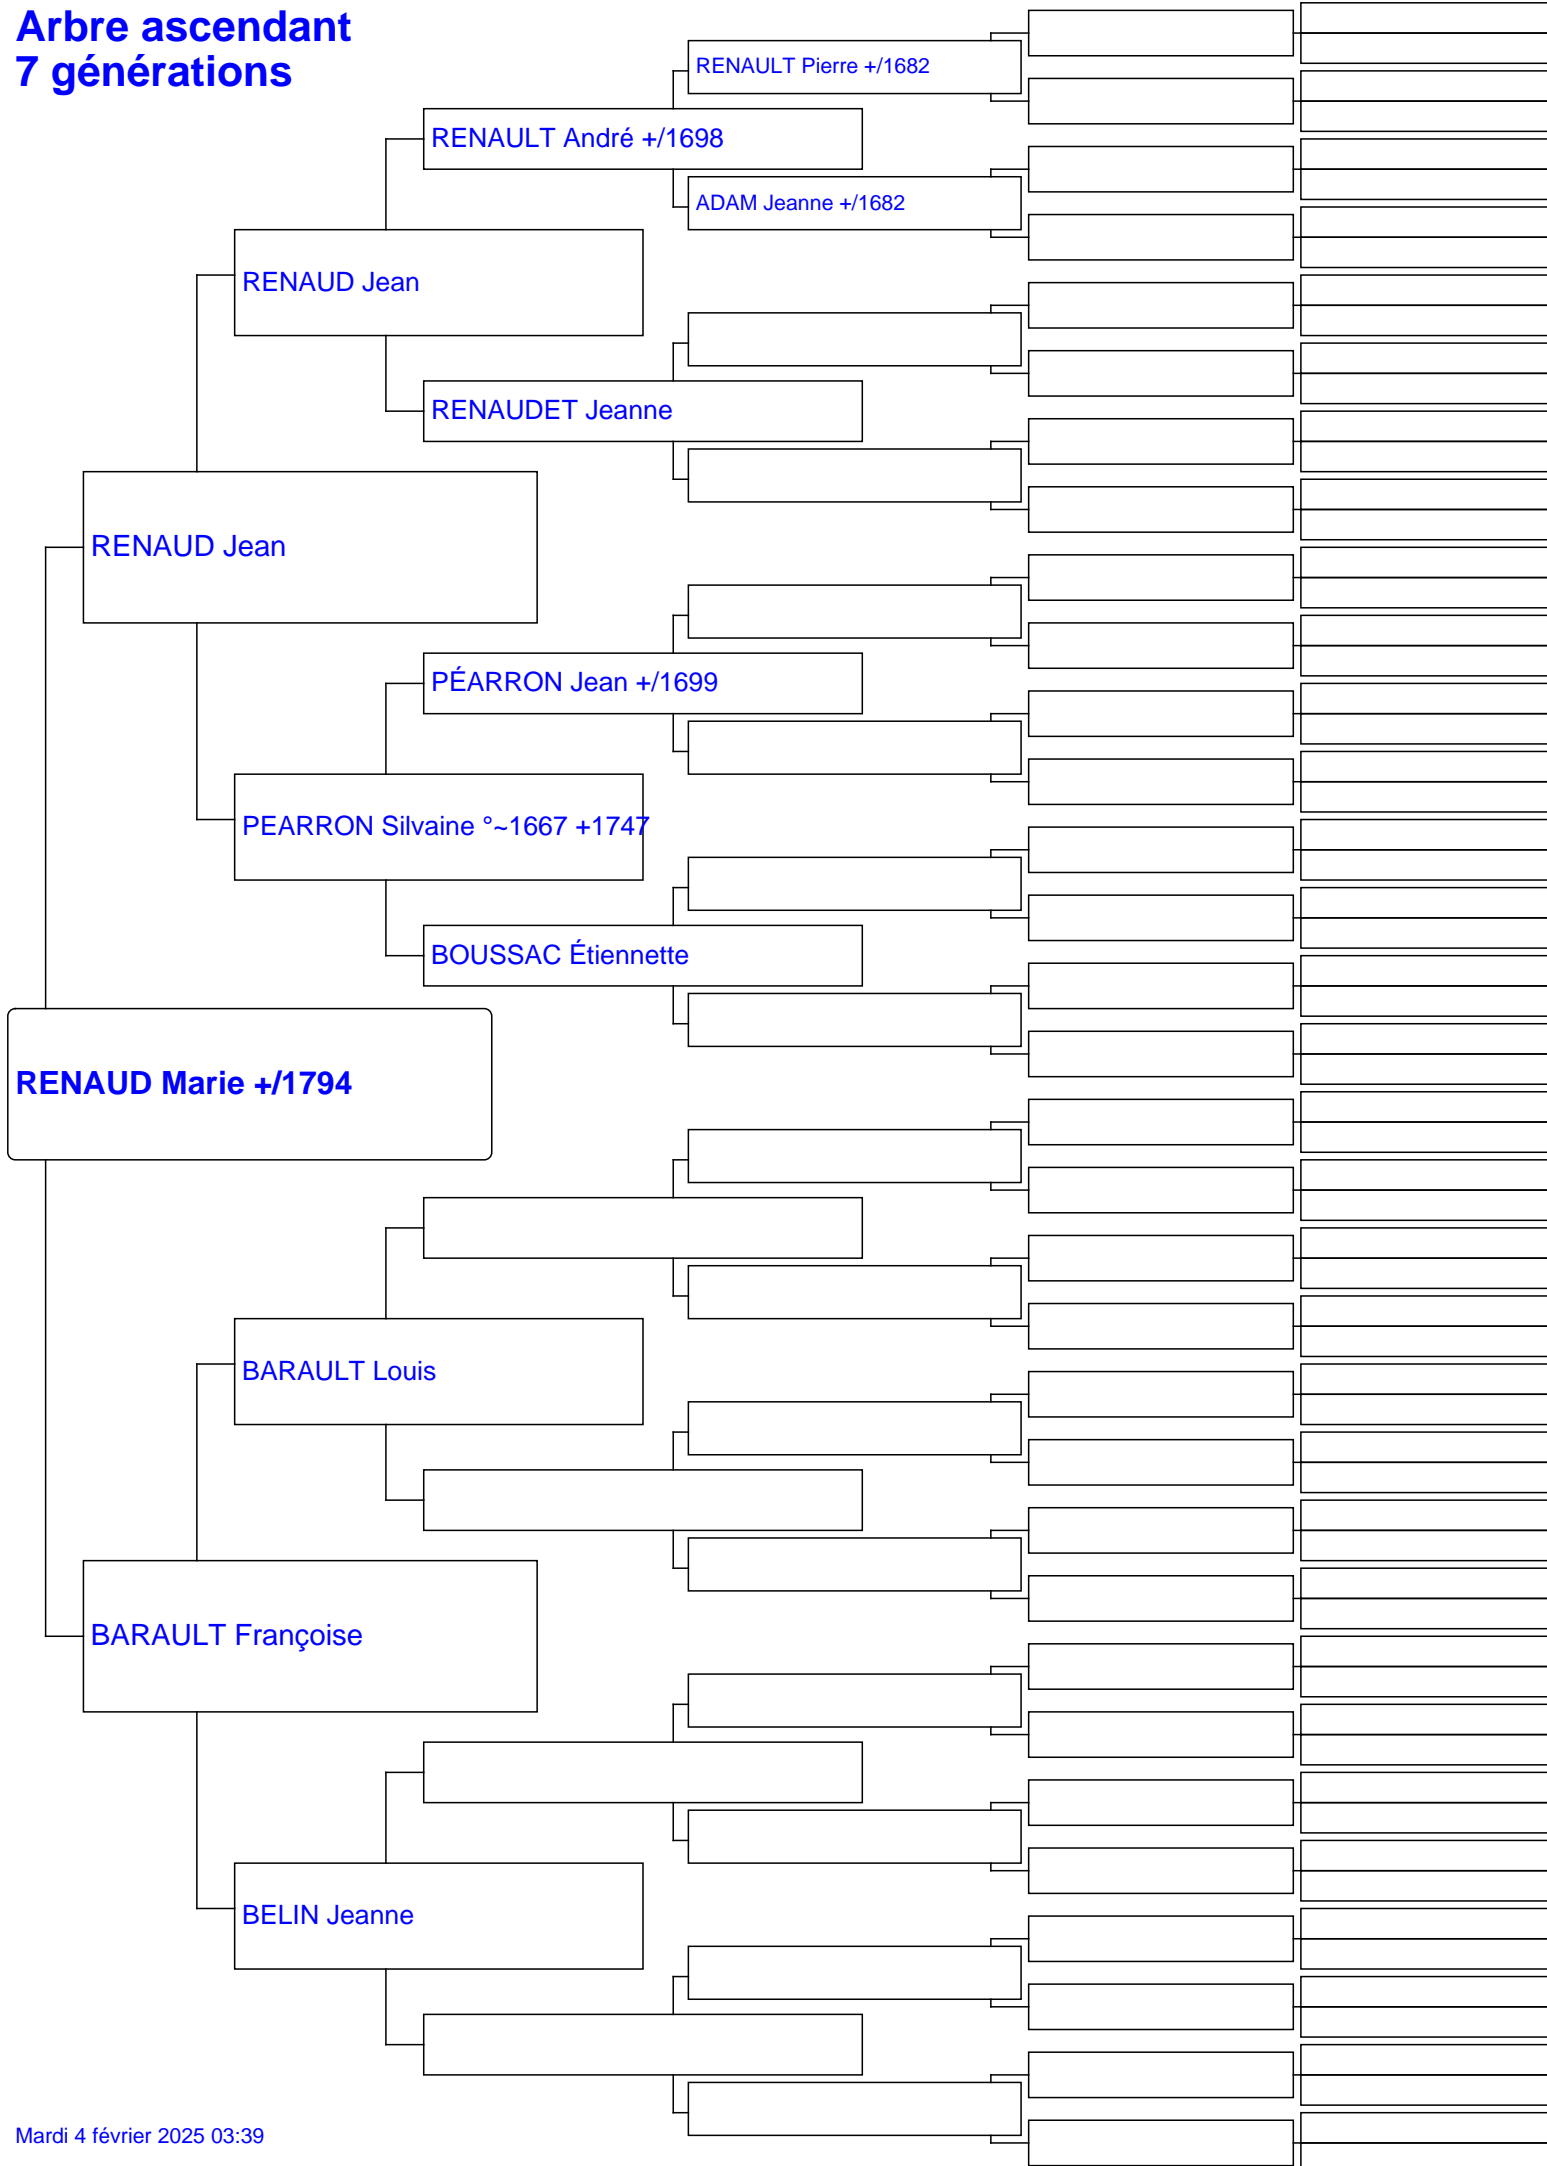 Arbre ascendant
7 générations
RENAULT Pierre +/1682
RENAULT André +/1698
ADAM Jeanne +/1682
RENAUD Jean
RENAUDET Jeanne
RENAUD Jean
PÉARRON Jean +/1699
PEARRON Silvaine °~1667 +1747
BOUSSAC Étiennette
RENAUD Marie +/1794
BARAULT Louis
BARAULT Françoise
BELIN Jeanne
Mardi 4 février 2025 03:39